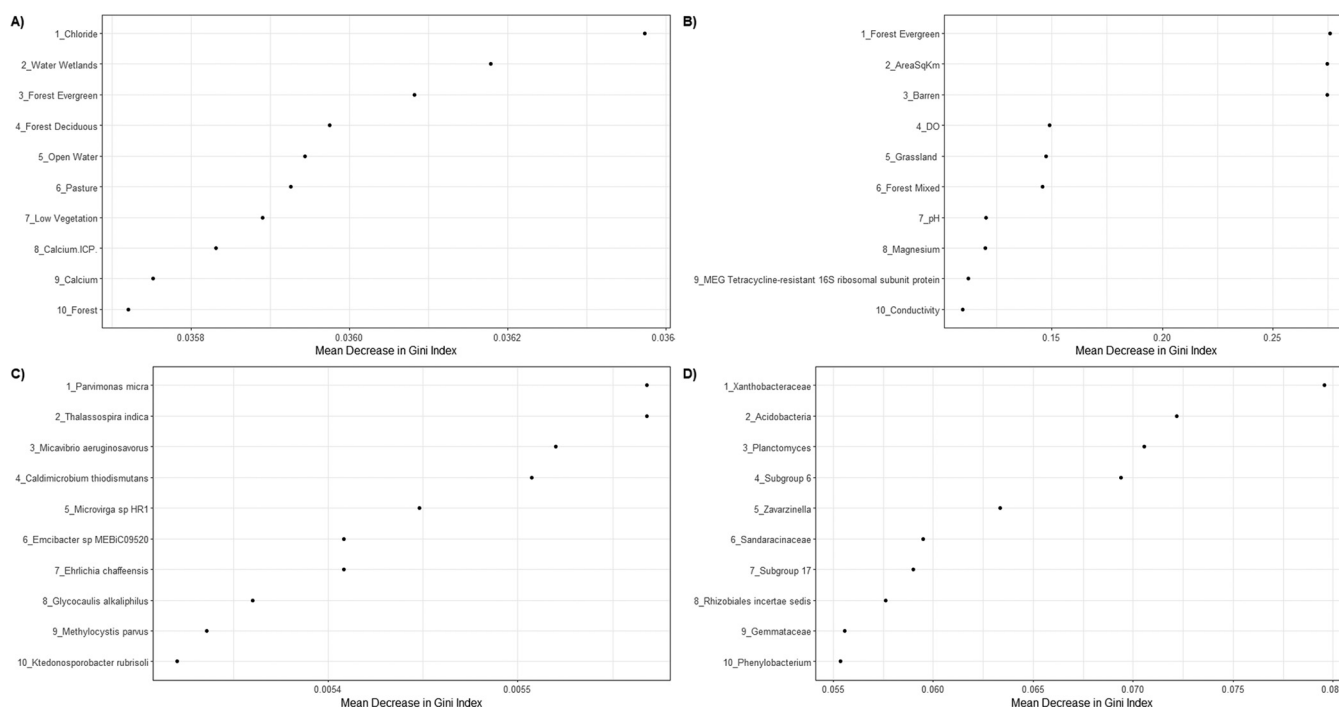 A)
1_Chloride
2_Water Wetlands
3_Forest Evergreen
4_Forest Deciduous
5_Open Water
6_Pasture
7_Low Vegetation
8_Calcium.ICP.
9_Calcium
10_Forest
0.0358 0.0360 0.0362 0.036
Mean Decrease in Gini Index
B)
1_Forest Evergreen
2_AreaSqKm
3_Barren
4_DO
5_Grassland
6_Forest Mixed
7_pH
8_Magnesium
9_MEG Tetracycline-resistant 16S ribosomal subunit protein
10_Conductivity
0.15 0.20 0.25
Mean Decrease in Gini Index
C)
1_Parvimonas micra
2_Thalassospira indica
3_Micavibrio aeruginosavorus
4_Caldimicrobium thiodismutans
5_Microvirga sp HR1
6_Emcibacter sp MEBiC09520
7_Ehrlichia chaffeensis
8_Glycocaulis alkaliphilus
9_Methylocystis parvus
10_Ktedonosporobacter rubrisoli
0.0054 0.0055
Mean Decrease in Gini Index
D)
1_Xanthobacteraceae
2_Acidobacteria
3_Planctomyces
4_Subgroup 6
5_Zavarzinella
6_Sandaracinaceae
7_Subgroup 17
8_Rhizobiales incertae sedis
9_Gemmataceae
10_Phenylobacterium
0.055 0.060 0.065 0.070 0.075 0.08
Mean Decrease in Gini Index